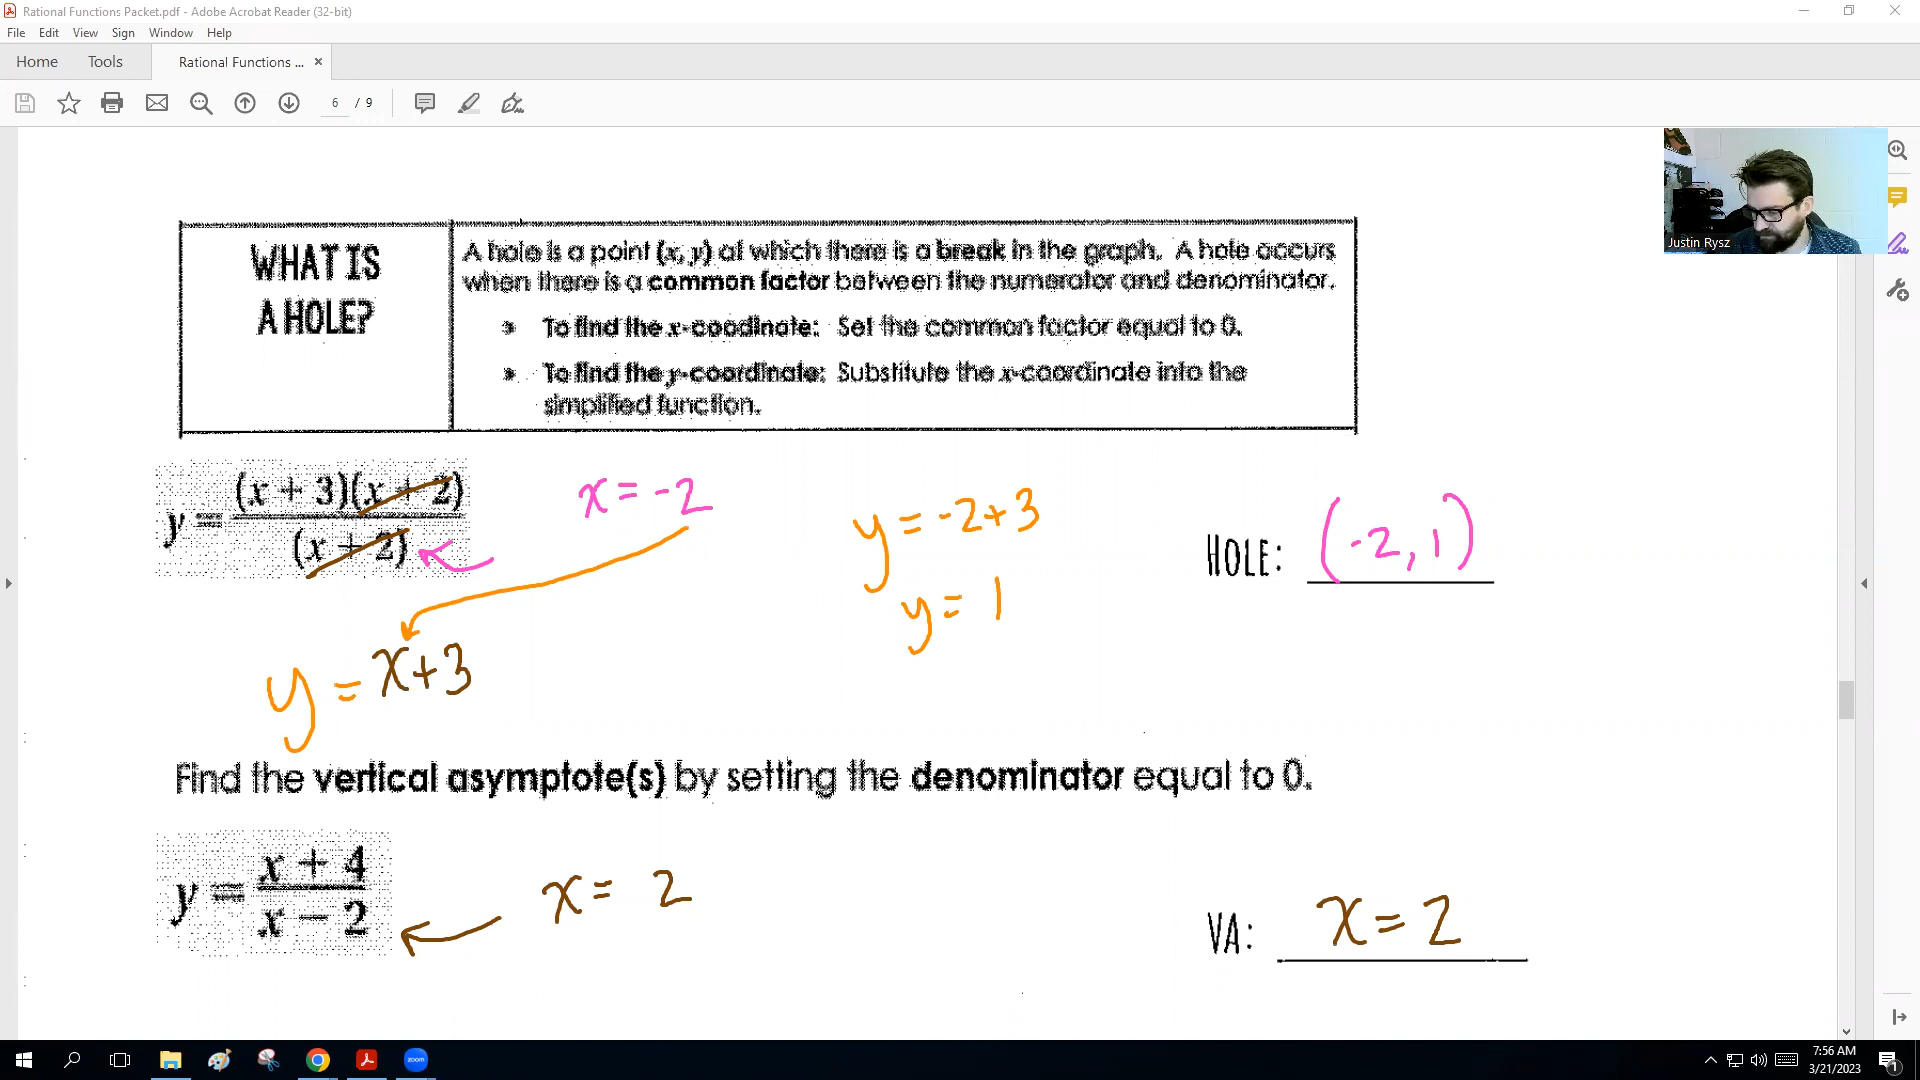 Rational Functions Packet.pdf - Adobe Acrobat Reader (32-bit)
File Edit View Sign Window Help
Home Tools Rational Functions ... ×
6 / 9
Justin Rysz
WHAT IS
A HOLE?
A hole is a point (x, y) at which there is a break in the graph. A hole occurs
when there is a common factor between the numerator and denominator.
To find the x-coodinate: Set the common factor equal to 0.
To find the y-coordinate: Substitute the x-coordinate into the
simplified function.
y = (x + 3)(x + 2) / (x + 2)
x = -2
y = -2+3
y = 1
HOLE: (-2, 1)
y = x+3
Find the vertical asymptote(s) by setting the denominator equal to 0.
y = x + 4 / x − 2
x = 2
VA: x = 2
zoom
7:56 AM
3/21/2023
1